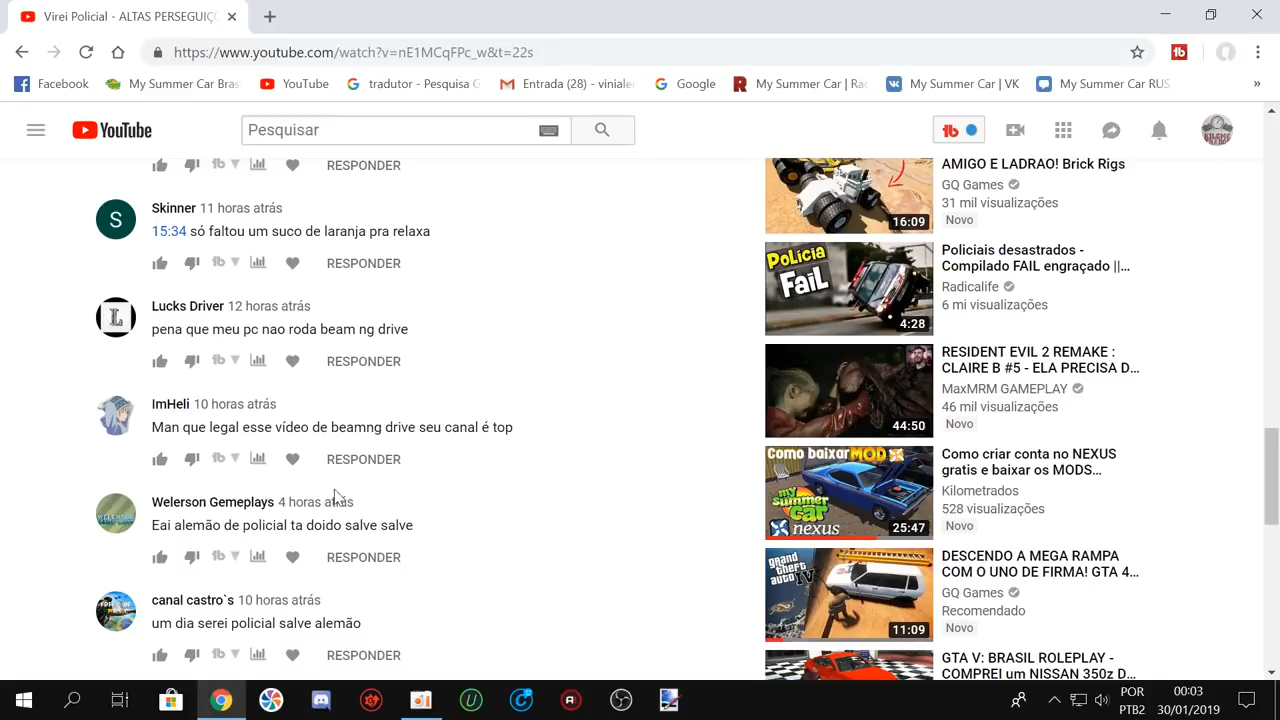 Virei Policial - ALTAS PERSEGUIÇÕ
https://www.youtube.com/watch?v=nE1MCqFPc_w&t=22s
Facebook
My Summer Car Bras
YouTube
tradutor - Pesquisa G
Entrada (28) - vinialer
Google
My Summer Car | Rac
My Summer Car | VK
My Summer Car RUS
»
YouTube
Pesquisar
RESPONDER
Skinner 11 horas atrás
15:34 só faltou um suco de laranja pra relaxa
RESPONDER
Lucks Driver 12 horas atrás
pena que meu pc nao roda beam ng drive
RESPONDER
ImHeli 10 horas atrás
Man que legal esse vídeo de beamng drive seu canal é top
RESPONDER
Welerson Gemeplays 4 horas atrás
Eai alemão de policial ta doido salve salve
RESPONDER
canal castro`s 10 horas atrás
um dia serei policial salve alemão
RESPONDER
16:09
AMIGO E LADRAO! Brick Rigs
GQ Games
31 mil visualizações
Novo
POLíCIA
FAIL
4:28
Policiais desastrados -
Compilado FAIL engraçado ||…
Radicalife
6 mi visualizações
44:50
RESIDENT EVIL 2 REMAKE :
CLAIRE B #5 - ELA PRECISA D…
MaxMRM GAMEPLAY
46 mil visualizações
Novo
Como baixar MOD
my summer car
nexus
25:47
Como criar conta no NEXUS
gratis e baixar os MODS…
Kilometrados
528 visualizações
Novo
grand theft auto IV
11:09
DESCENDO A MEGA RAMPA
COM O UNO DE FIRMA! GTA 4…
GQ Games
Recomendado
Novo
GTA V: BRASIL ROLEPLAY -
COMPREI um NISSAN 350z D…
POR
PTB2
00:03
30/01/2019